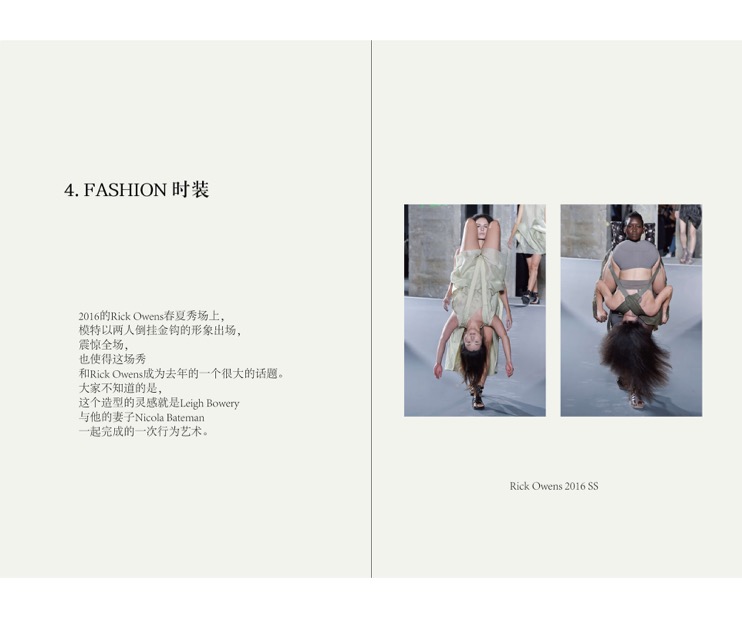 4. FASHION 时装
2016的Rick Owens春夏秀场上，
模特以两人倒挂金钩的形象出场，
震惊全场，
也使得这场秀
和Rick Owens成为去年的一个很大的话题。
大家不知道的是，
这个造型的灵感就是Leigh Bowery
与他的妻子Nicola Bateman
一起完成的一次行为艺术。
Rick Owens 2016 SS